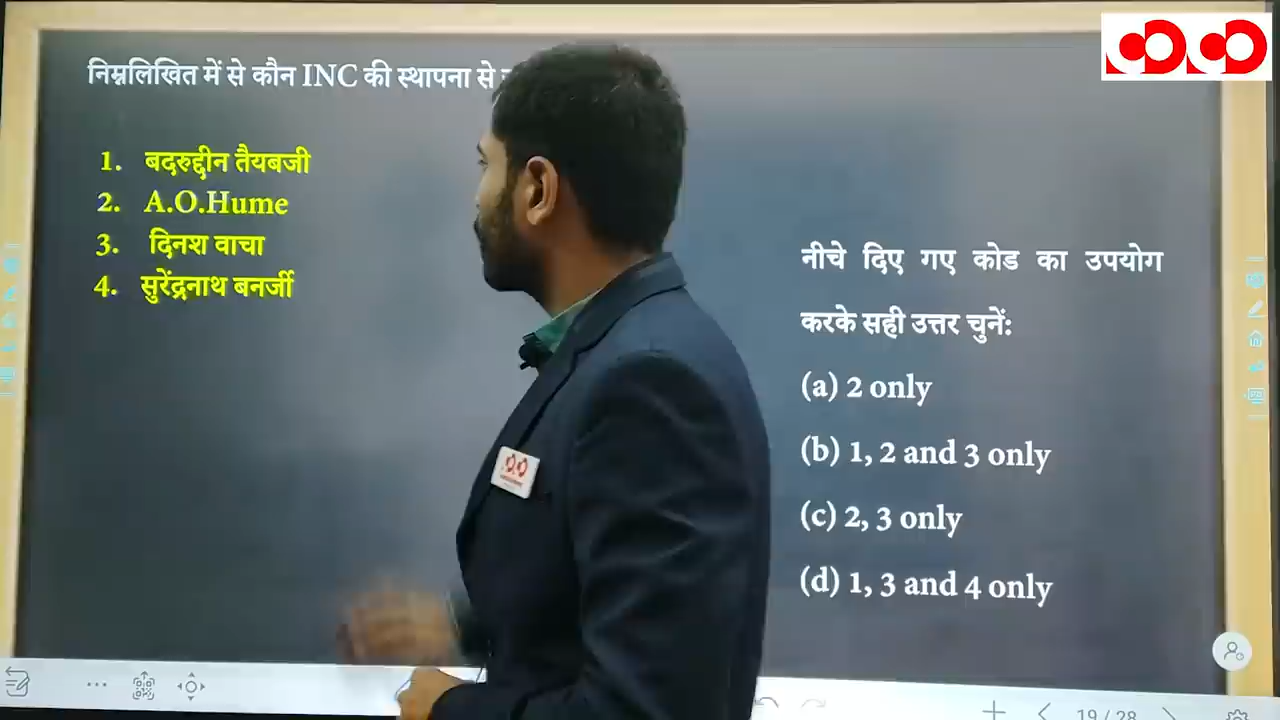 निम्नलिखित में से कौन INC की स्थापना से
1. बदरुद्दीन तैयबजी
2. A.O.Hume
3. दिनश वाचा
4. सुरेंद्रनाथ बनर्जी
नीचे दिए गए कोड का उपयोग
करके सही उत्तर चुनें:
(a) 2 only
(b) 1, 2 and 3 only
(c) 2, 3 only
(d) 1, 3 and 4 only
19 / 28